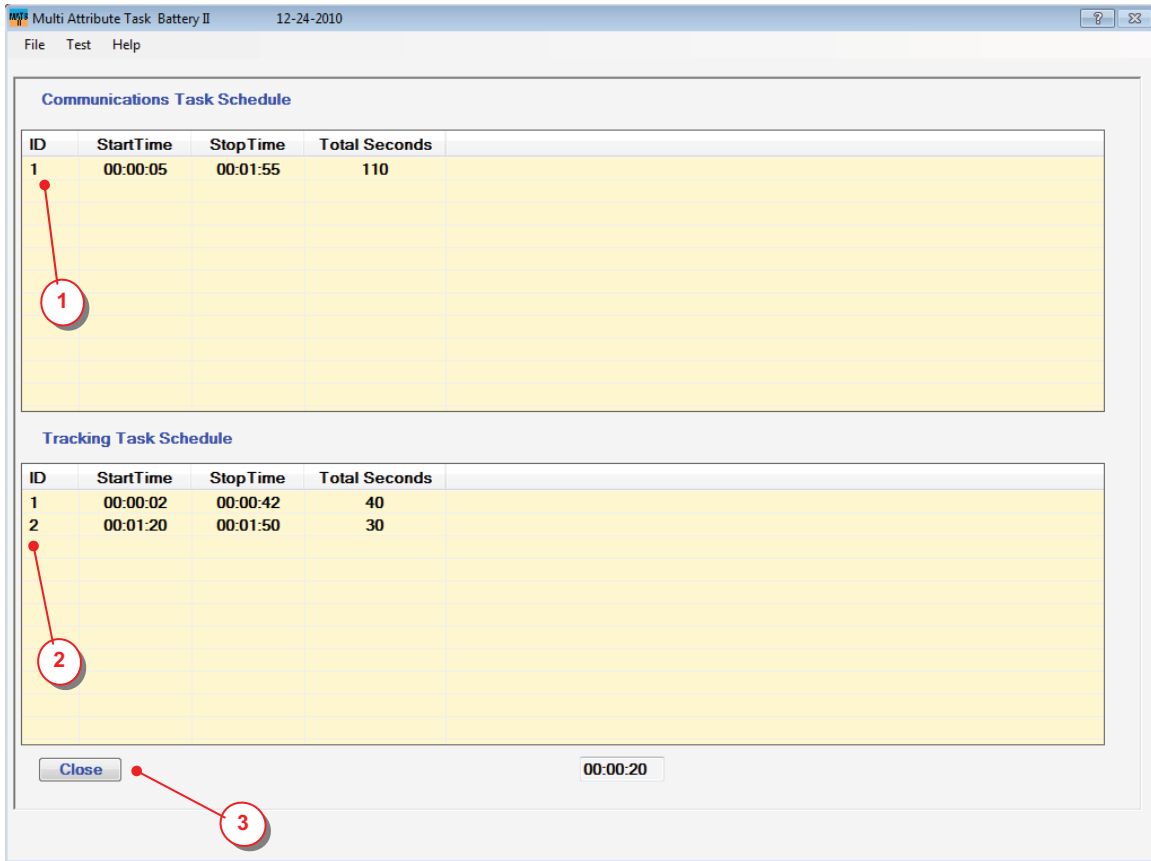 MATB II Multi Attribute Task Battery II 12-24-2010
File Test Help
Communications Task Schedule
ID StartTime StopTime Total Seconds
1 00:00:05 00:01:55 110
1
Tracking Task Schedule
ID StartTime StopTime Total Seconds
1 00:00:02 00:00:42 40
2 00:01:20 00:01:50 30
2
Close 00:00:20
3